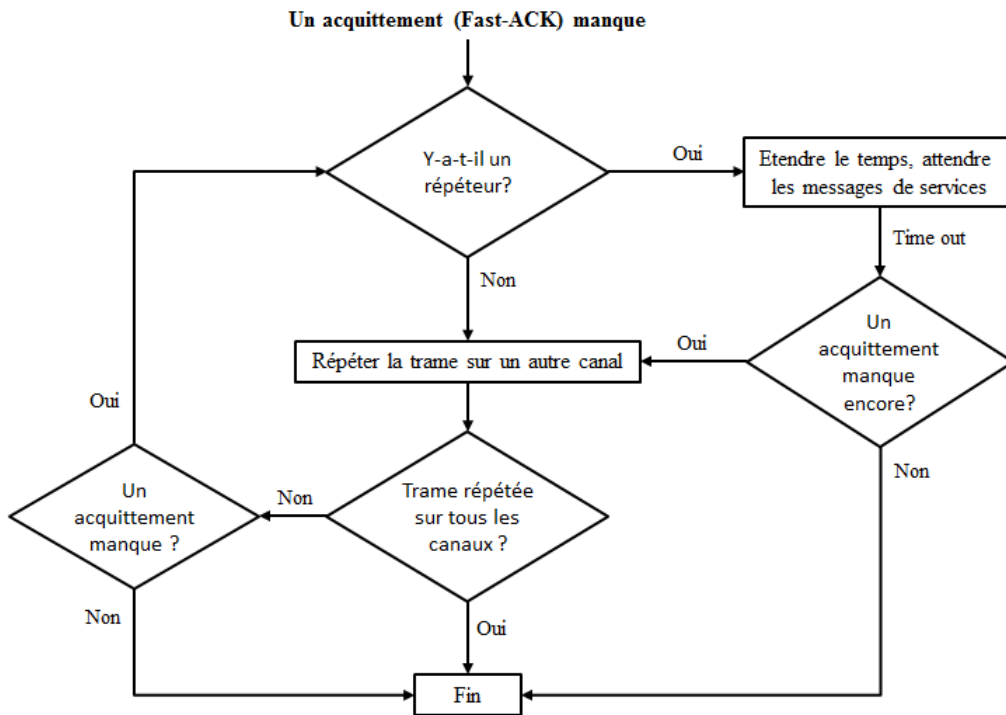 Un acquittement (Fast-ACK) manque
Y-a-t-il un
répéteur?
Oui
Etendre le temps, attendre
les messages de services
Time out
Non
Un
acquittement
manque
encore?
Oui
Répéter la trame sur un autre canal
Oui
Non
Trame répétée
sur tous les
canaux ?
Non
Un
acquittement
manque ?
Non
Oui
Fin